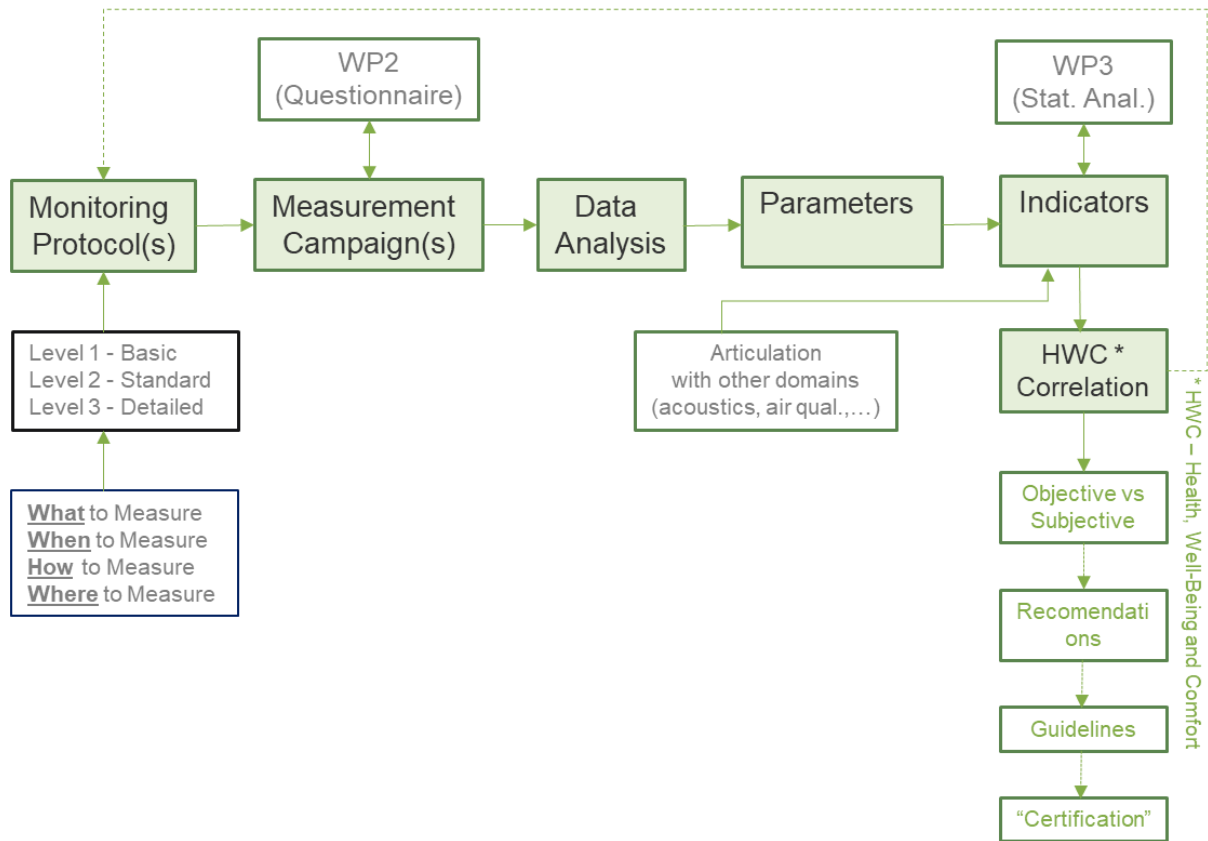 WP2
(Questionnaire)
WP3
(Stat. Anal.)
Monitoring
Protocol(s)
Measurement
Campaign(s)
Data
Analysis
Parameters
Indicators
Level 1 - Basic
Level 2 - Standard
Level 3 - Detailed
Articulation
with other domains
(acoustics, air qual.,…)
HWC *
Correlation
What to Measure
When to Measure
How to Measure
Where to Measure
Objective vs
Subjective
Recomendati
ons
Guidelines
“Certification”
* HWC – Health, Well-Being and Comfort